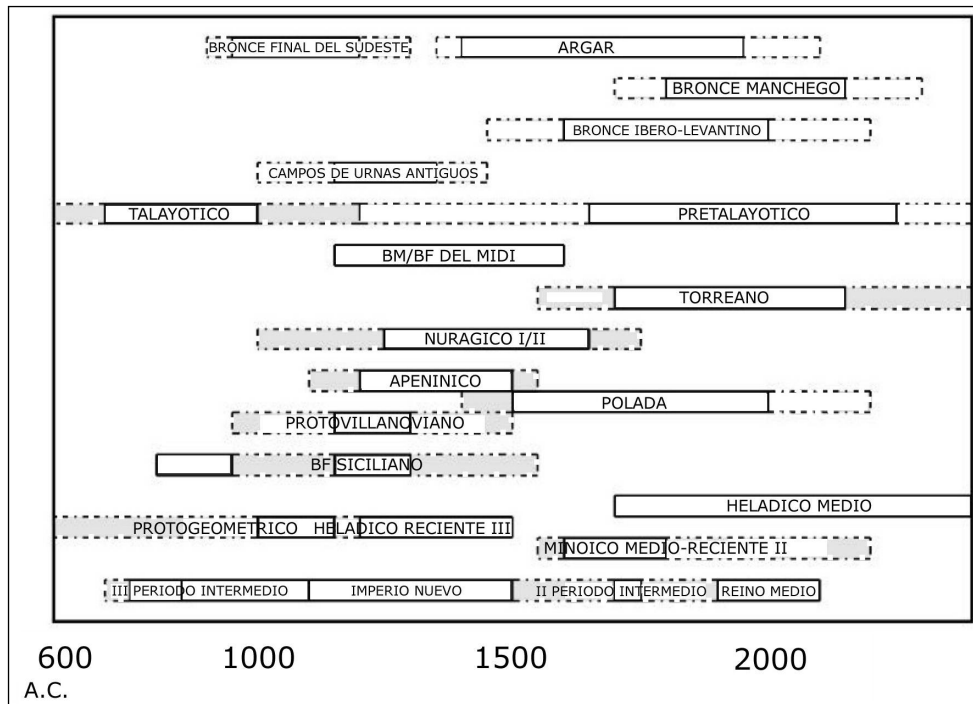 BRONCE FINAL DEL SUDESTE
ARGAR
BRONCE MANCHEGO
BRONCE IBERO-LEVANTINO
CAMPOS DE URNAS ANTIGUOS
TALAYOTICO
PRETALAYOTICO
BM/BF DEL MIDI
TORREANO
NURAGICO I/II
APENINICO
POLADA
PROTOVILLANOVIANO
BF SICILIANO
HELADICO MEDIO
PROTOGEOMETRICO
HELADICO RECIENTE III
MINOICO MEDIO-RECIENTE II
III PERIODO INTERMEDIO
IMPERIO NUEVO
II PERIODO INTERMEDIO
REINO MEDIO
600 1000 1500 2000
A.C.